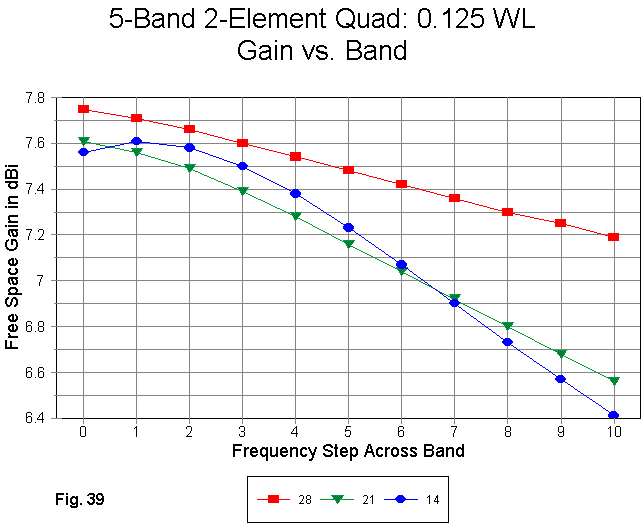 5-Band 2-Element Quad: 0.125 WL
Gain vs. Band
Free Space Gain in dBi
7.8
7.6
7.4
7.2
7
6.8
6.6
6.4
0 1 2 3 4 5 6 7 8 9 10
Frequency Step Across Band
Fig. 39
28 21 14